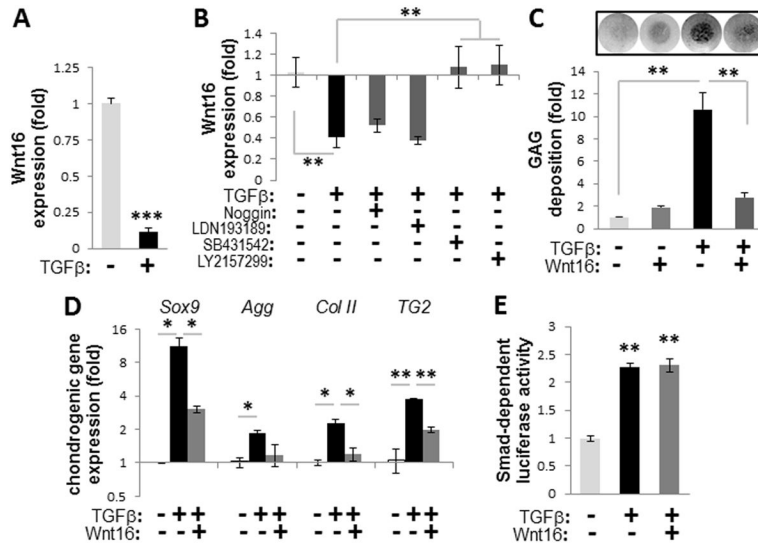 A
Wnt16
expression (fold)
1.25
1
0.75
0.5
0.25
0
***
TGFβ: - +
B
Wnt16
expression (fold)
1.4
1.2
1
0.8
0.6
0.4
0.2
0
**
**
TGFβ: - + + + + +
Noggin: - - + - - -
LDN193189: - - - + - -
SB431542: - - - - + -
LY2157299: - - - - - +
C
GAG
deposition (fold)
14
12
10
8
6
4
2
0
** **
TGFβ: - - + +
Wnt16: - + - +
D
chondrogenic gene
expression (fold)
16
8
4
2
1
0.5
Sox9 Agg Col II TG2
* * * * * ** **
TGFβ: - + + - + + - + + - + +
Wnt16: - - + - - + - - + - - +
E
Smad-dependent
luciferase activity
3
2.5
2
1.5
1
0.5
0
** **
TGFβ: - + +
Wnt16: - - +